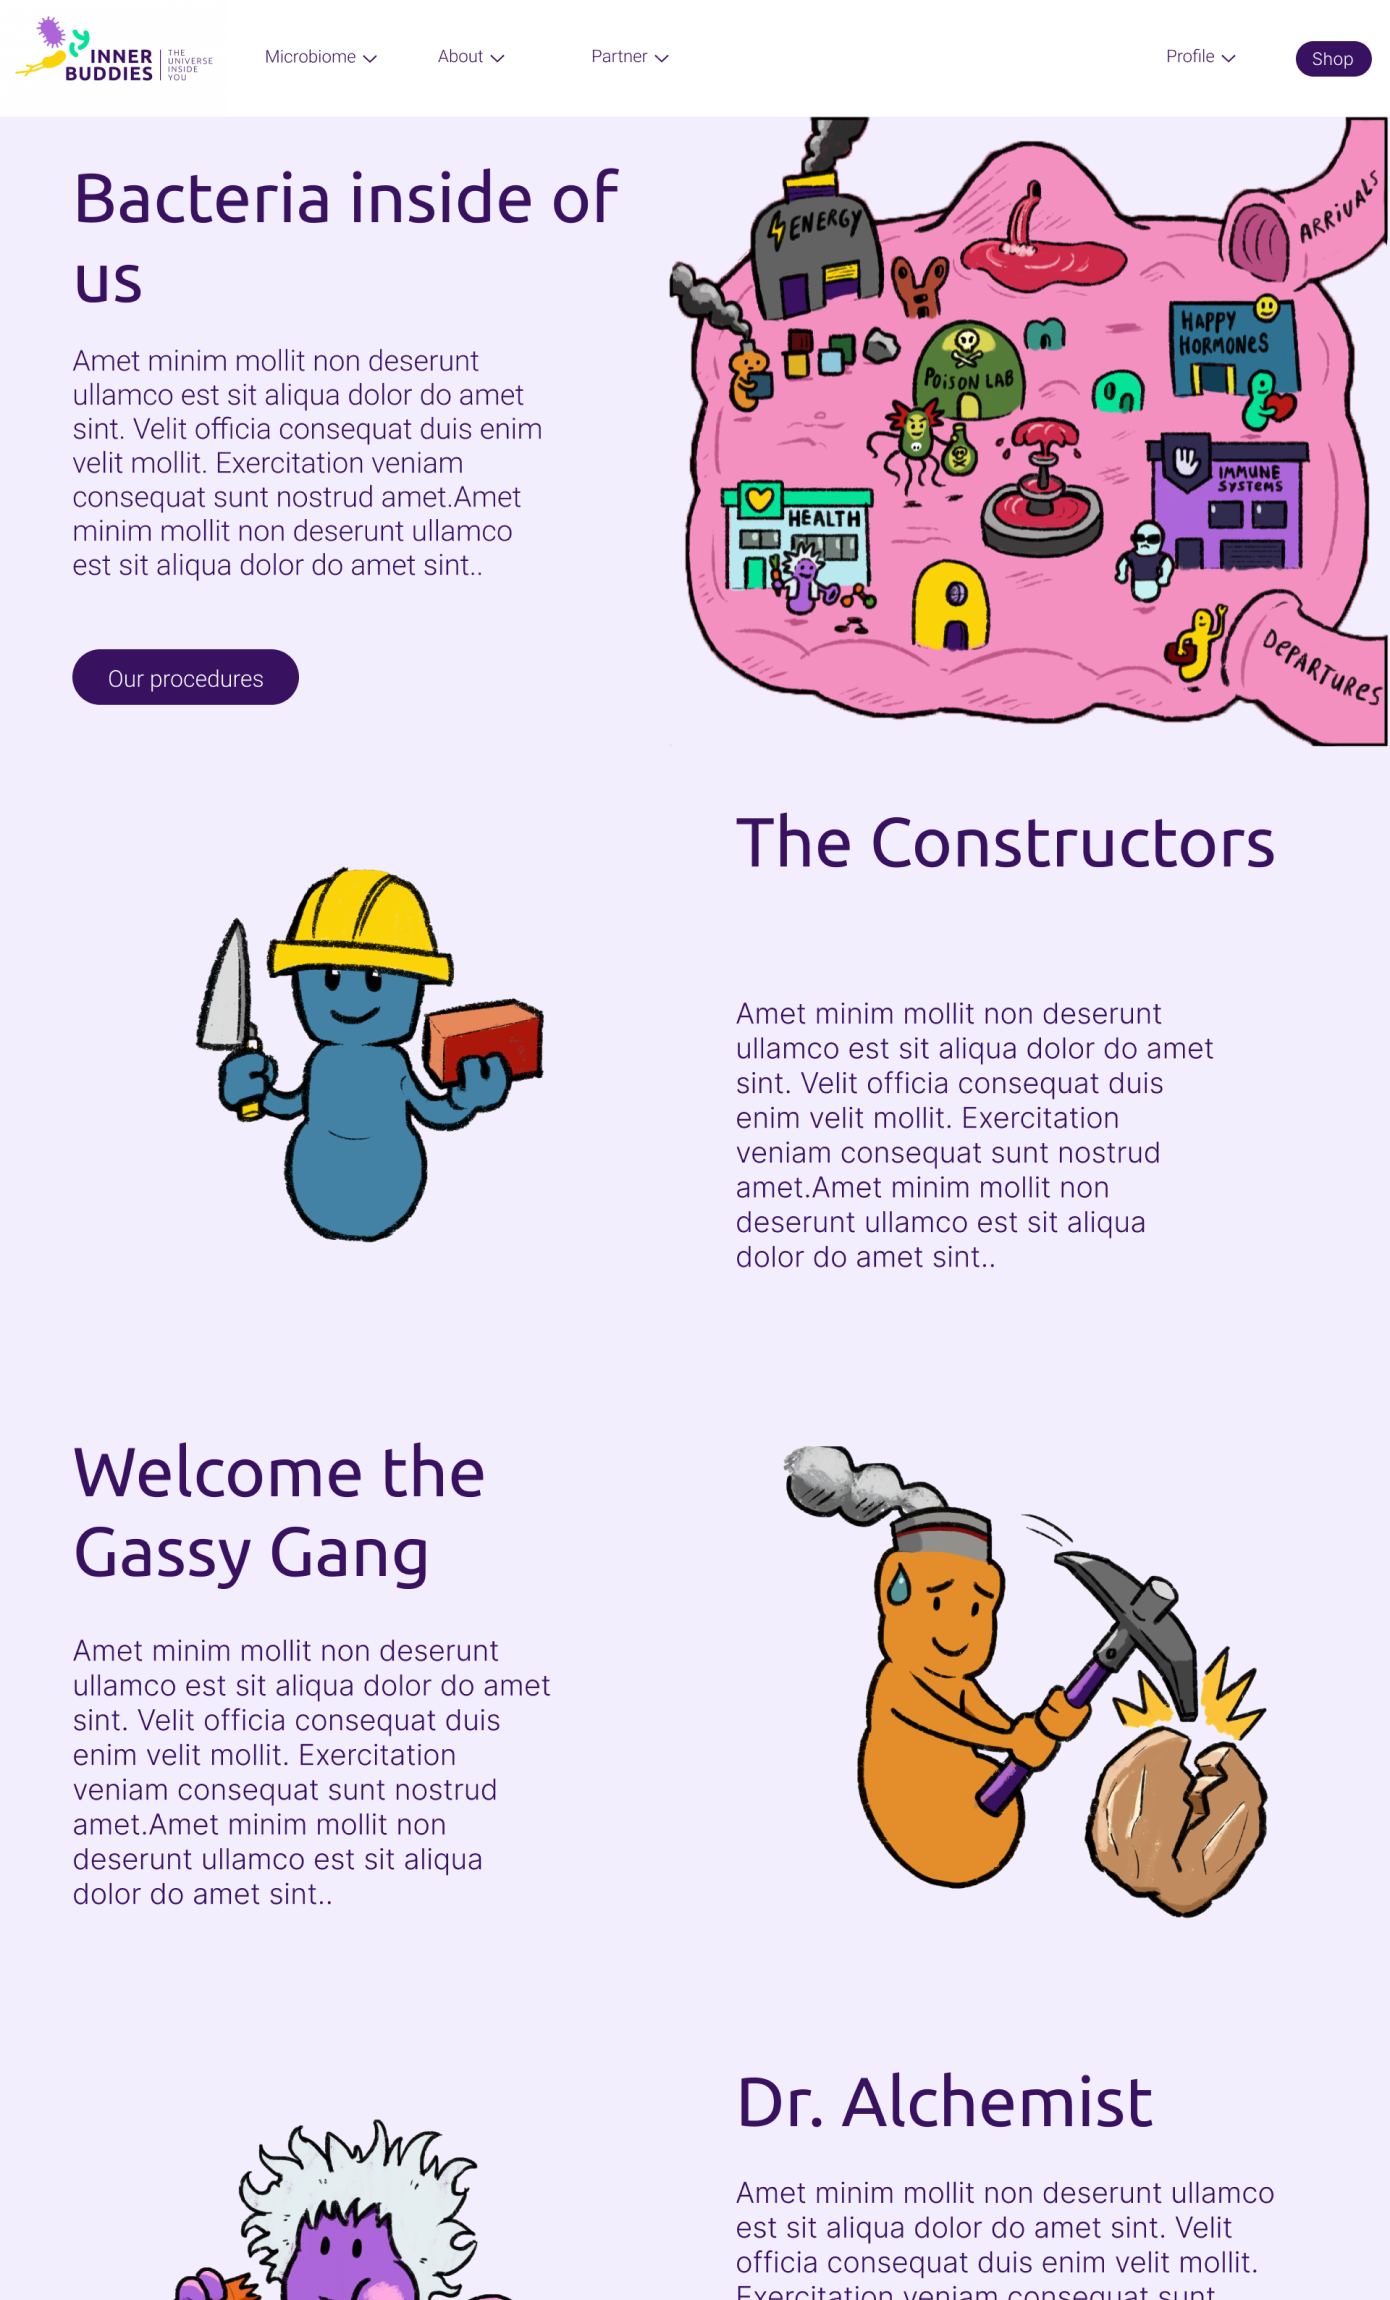 INNER
BUDDIES
THE
UNIVERSE
INSIDE
YOU
Microbiome
About
Partner
Profile
Shop
Bacteria inside of
us
Amet minim mollit non deserunt
ullamco est sit aliqua dolor do amet
sint. Velit officia consequat duis enim
velit mollit. Exercitation veniam
consequat sunt nostrud amet.Amet
minim mollit non deserunt ullamco
est sit aliqua dolor do amet sint..
Our procedures
ENERGY
ARRIVALS
HAPPY
HORMONES
POISON LAB
IMMUNE
SYSTEMS
HEALTH
DEPARTURES
The Constructors
Amet minim mollit non deserunt
ullamco est sit aliqua dolor do amet
sint. Velit officia consequat duis
enim velit mollit. Exercitation
veniam consequat sunt nostrud
amet.Amet minim mollit non
deserunt ullamco est sit aliqua
dolor do amet sint..
Welcome the
Gassy Gang
Amet minim mollit non deserunt
ullamco est sit aliqua dolor do amet
sint. Velit officia consequat duis
enim velit mollit. Exercitation
veniam consequat sunt nostrud
amet.Amet minim mollit non
deserunt ullamco est sit aliqua
dolor do amet sint..
Dr. Alchemist
Amet minim mollit non deserunt ullamco
est sit aliqua dolor do amet sint. Velit
officia consequat duis enim velit mollit.
Exercitation veniam consequat sunt